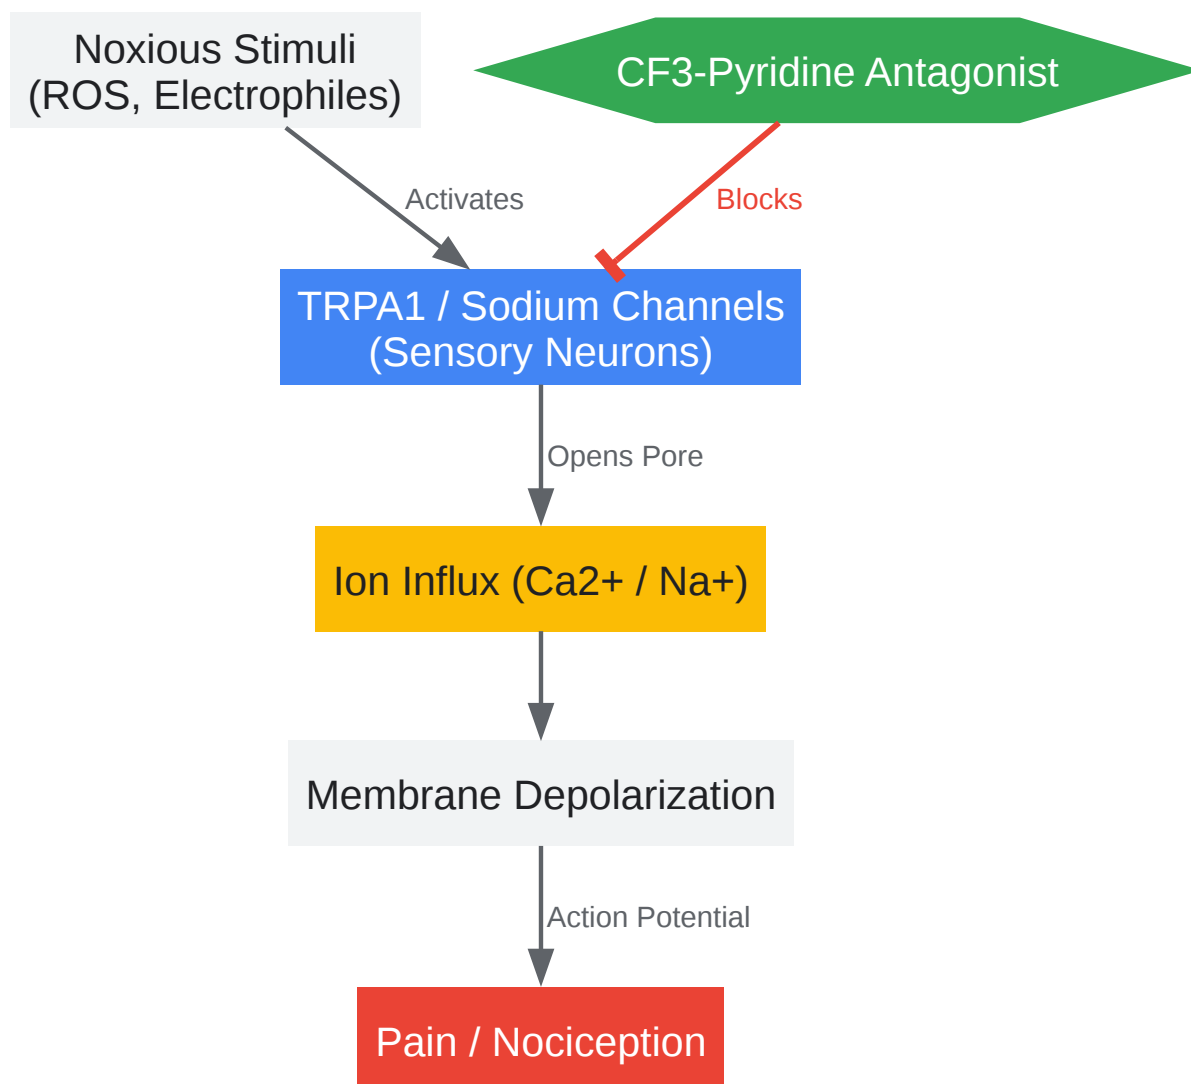 Noxious Stimuli
(ROS, Electrophiles)
CF3-Pyridine Antagonist
Activates
Blocks
TRPA1 / Sodium Channels
(Sensory Neurons)
Opens Pore
Ion Influx (Ca2+ / Na+)
Membrane Depolarization
Action Potential
Pain / Nociception